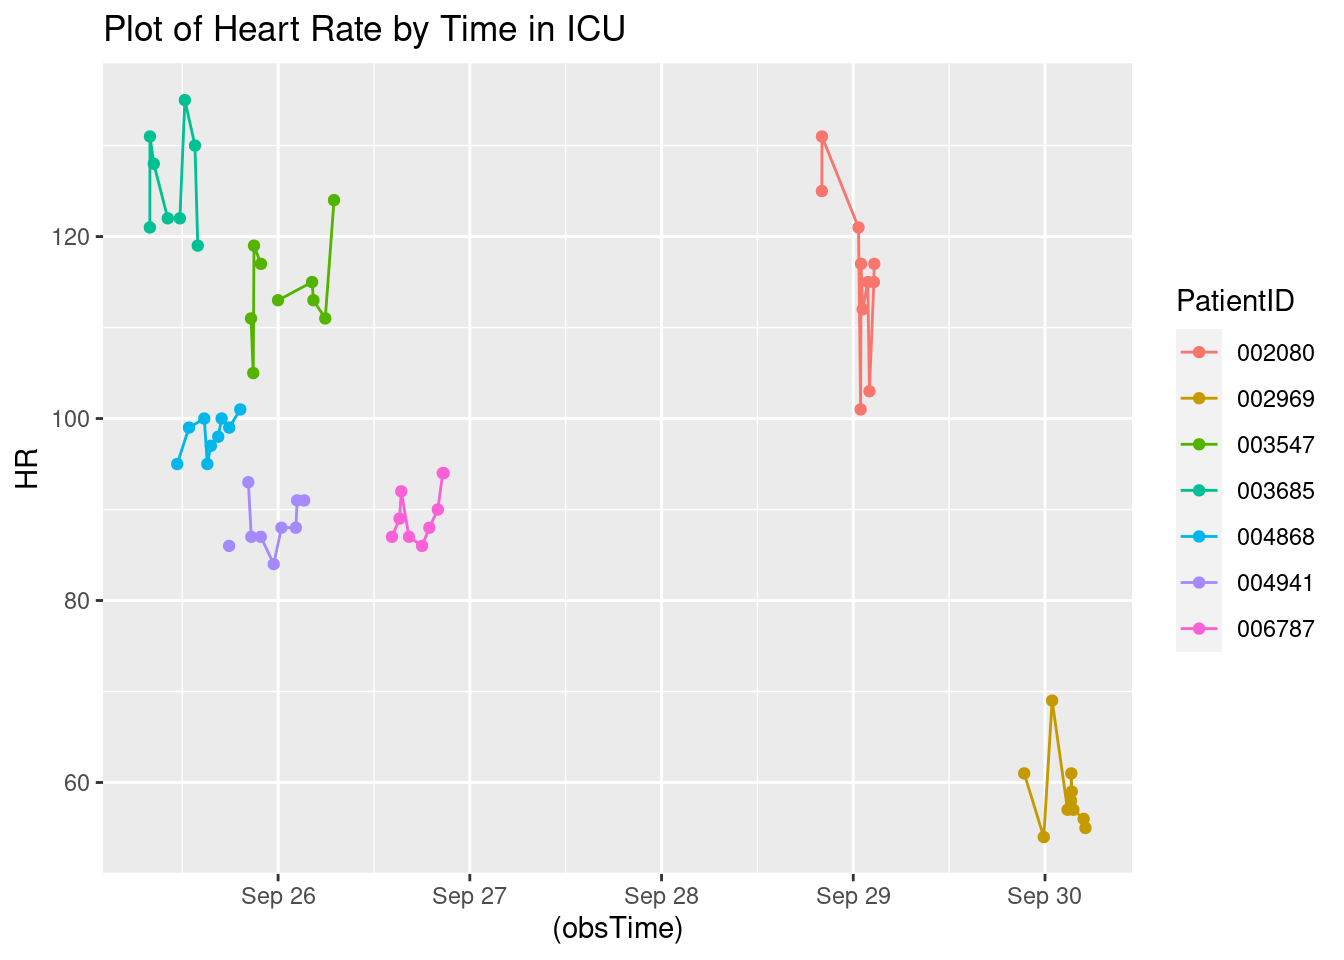 Plot of Heart Rate by Time in ICU
HR
120
100
80
60
Sep 26
Sep 27
Sep 28
Sep 29
Sep 30
(obsTime)
PatientID
002080
002969
003547
003685
004868
004941
006787